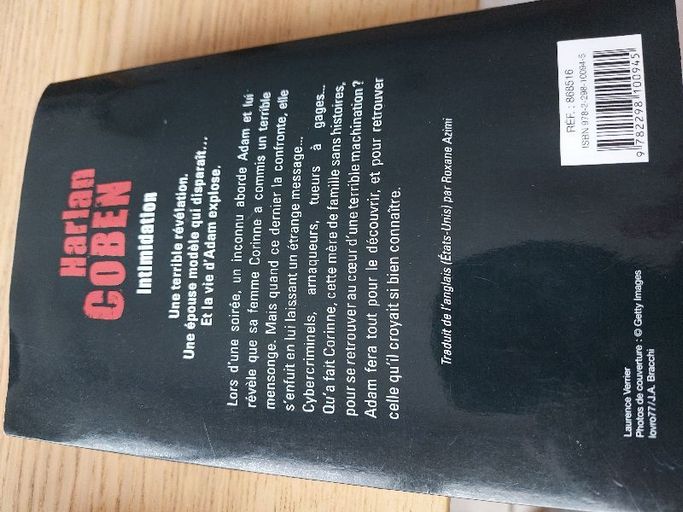 Harlan
COBEN
Intimidation
Une terrible révélation.
Une épouse modèle qui disparaît...
Et la vie d'Adam explose.
Lors d'une soirée, un inconnu aborde Adam et lui
révèle que sa femme Corinne a commis un terrible
mensonge. Mais quand ce dernier la confronte, elle
s'enfuit en lui laissant un étrange message...
Cybercriminels, arnaqueurs, tueurs à gages...
Qu'a fait Corinne, cette mère de famille sans histoires,
pour se retrouver au cœur d'une terrible machination ?
Adam fera tout pour le découvrir, et pour retrouver
celle qu'il croyait si bien connaître.
Traduit de l'anglais (États-Unis) par Roxane Azimi
Laurence Verrier
Photos de couverture : © Getty Images
lovro77 / J.A. Bracchi
RÉF. : 868516
ISBN 978-2-298-10094-5
9 782298 100945